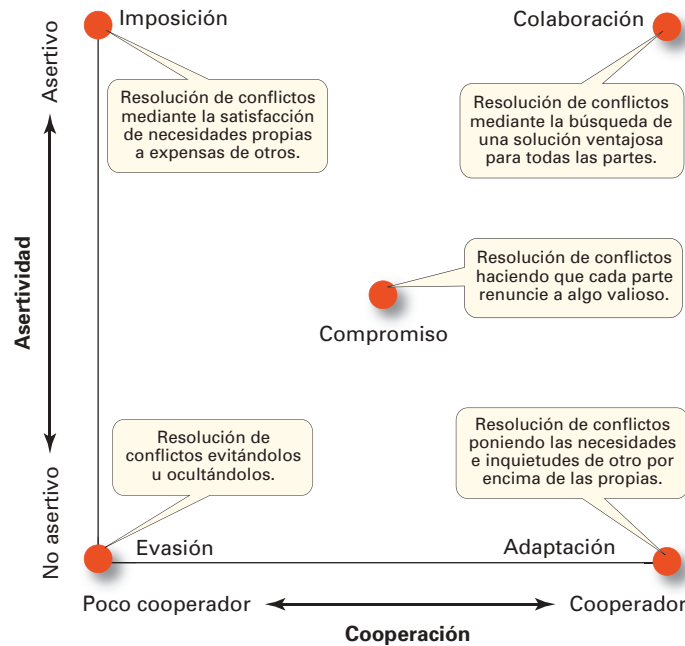 Imposición
Colaboración
Asertivo
Resolución de conflictos
mediante la satisfacción
de necesidades propias
a expensas de otros.
Resolución de conflictos
mediante la búsqueda de
una solución ventajosa
para todas las partes.
Asertividad
Resolución de conflictos
haciendo que cada parte
renuncie a algo valioso.
Compromiso
Resolución de
conflictos evitándolos
u ocultándolos.
Resolución de conflictos
poniendo las necesidades
e inquietudes de otro por
encima de las propias.
No asertivo
Evasión
Adaptación
Poco cooperador
Cooperador
Cooperación